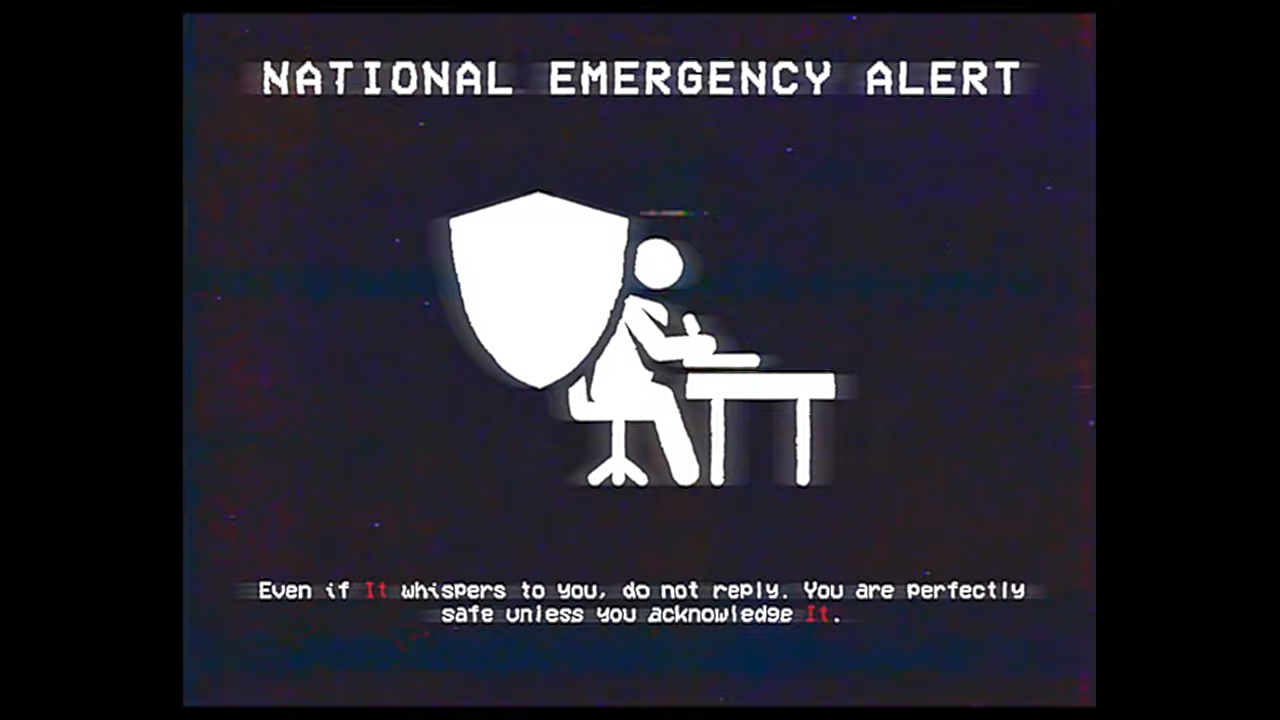 NATIONAL EMERGENCY ALERT
Even if It whispers to you, do not reply. You are perfectly
safe unless you acknowledge It.